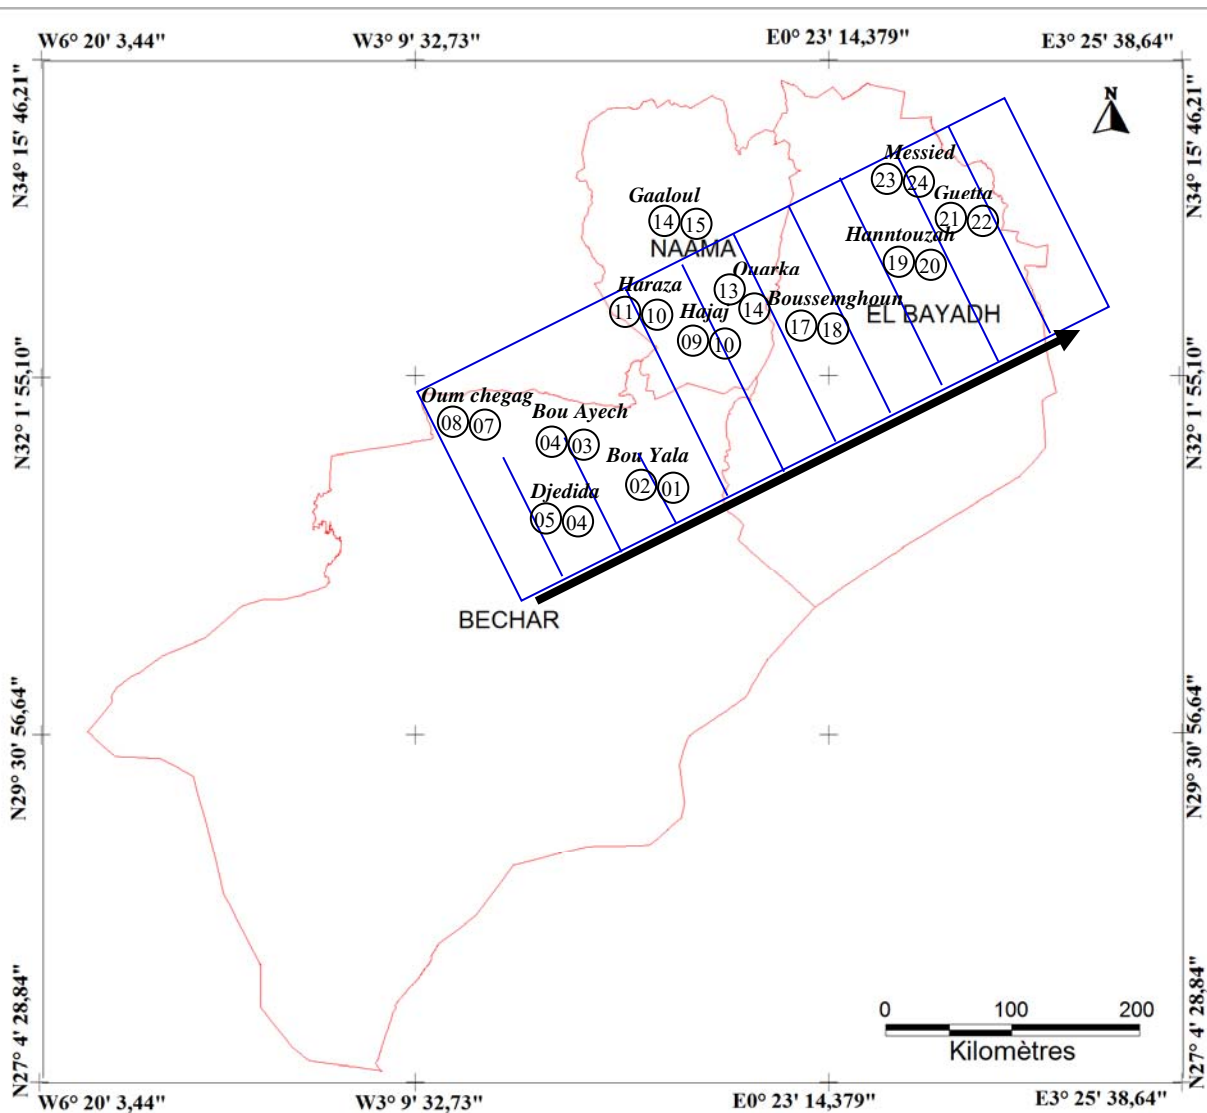 W6° 20' 3,44" W3° 9' 32,73" E0° 23' 14,379" E3° 25' 38,64"
N34° 15' 46,21" N34° 15' 46,21"
N
Messied
23 24
Gaaloul
14 15
Guetta
21 22
NAAMA
Hanntouzah
19 20
Ouarka
13 14
Haraza
11 10
Boussemghoun
17 18
Hajaj
09 10
EL BAYADH
N32° 1' 55,10" N32° 1' 55,10"
Oum chegag
08 07
Bou Ayech
04 03
Bou Yala
02 01
Djedida
05 04
BECHAR
N29° 30' 56,64" N29° 30' 56,64"
N27° 4' 28,84" N27° 4' 28,84"
0 100 200
Kilomètres
W6° 20' 3,44" W3° 9' 32,73" E0° 23' 14,379" E3° 25' 38,64"